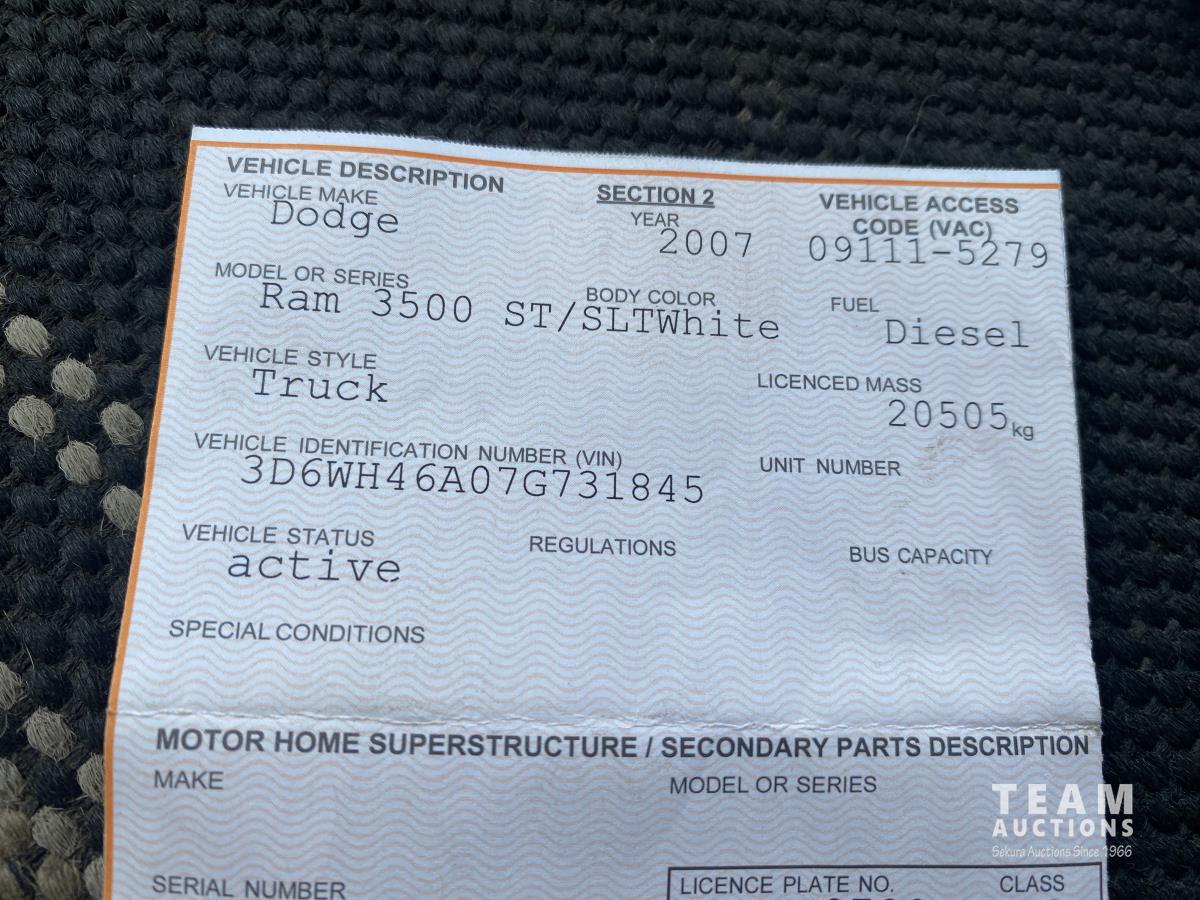 VEHICLE DESCRIPTION
SECTION 2
VEHICLE ACCESS CODE (VAC)
09111-5279
VEHICLE MAKE
Dodge
YEAR
2007
MODEL OR SERIES
Ram 3500 ST/SLT
BODY COLOR
White
FUEL
Diesel
VEHICLE STYLE
Truck
LICENCED MASS
20505kg
VEHICLE IDENTIFICATION NUMBER (VIN)
3D6WH46A07G731845
UNIT NUMBER
VEHICLE STATUS
active
REGULATIONS
BUS CAPACITY
SPECIAL CONDITIONS
MOTOR HOME SUPERSTRUCTURE / SECONDARY PARTS DESCRIPTION
MAKE
MODEL OR SERIES
SERIAL NUMBER
LICENCE PLATE NO.
CLASS
TEAM
AUCTIONS
Sekura Auctions Since 1966